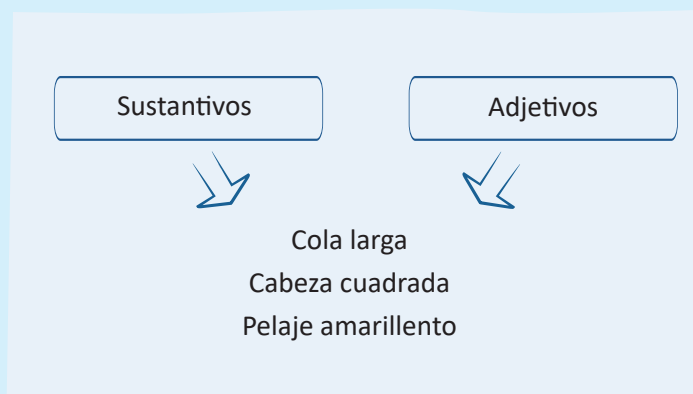 Sustantivos
Adjetivos
Cola larga
Cabeza cuadrada
Pelaje amarillento